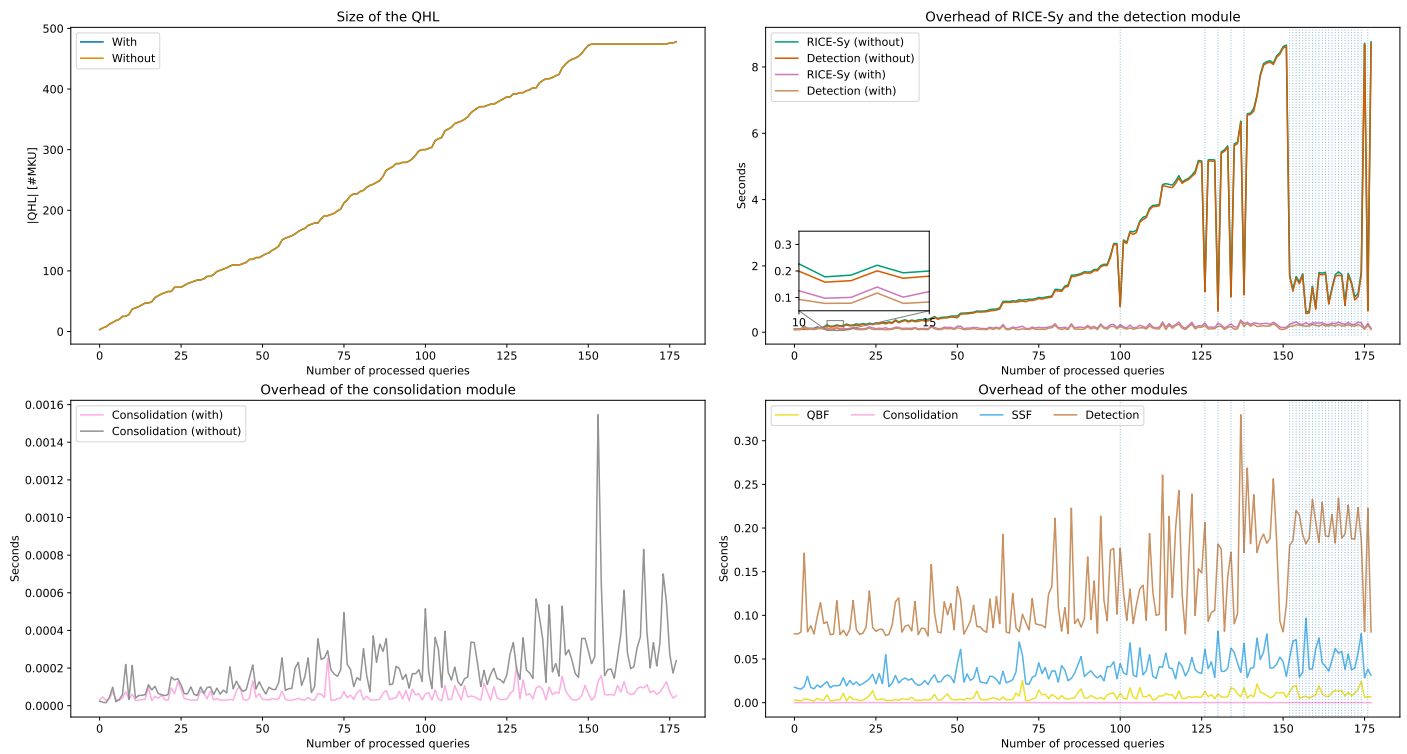 Size of the QHL
With
Without
500
400
300
200
100
0
|QHL| [#MKU]
0 25 50 75 100 125 150 175
Number of processed queries
Overhead of RICE-Sy and the detection module
RICE-Sy (without)
Detection (without)
RICE-Sy (with)
Detection (with)
8
6
4
2
0
Seconds
0.3
0.2
0.1
10 15
0 25 50 75 100 125 150 175
Number of processed queries
Overhead of the consolidation module
Consolidation (with)
Consolidation (without)
0.0016
0.0014
0.0012
0.0010
0.0008
0.0006
0.0004
0.0002
0.0000
Seconds
0 25 50 75 100 125 150 175
Number of processed queries
Overhead of the other modules
QBF Consolidation SSF Detection
0.30
0.25
0.20
0.15
0.10
0.05
0.00
Seconds
0 25 50 75 100 125 150 175
Number of processed queries